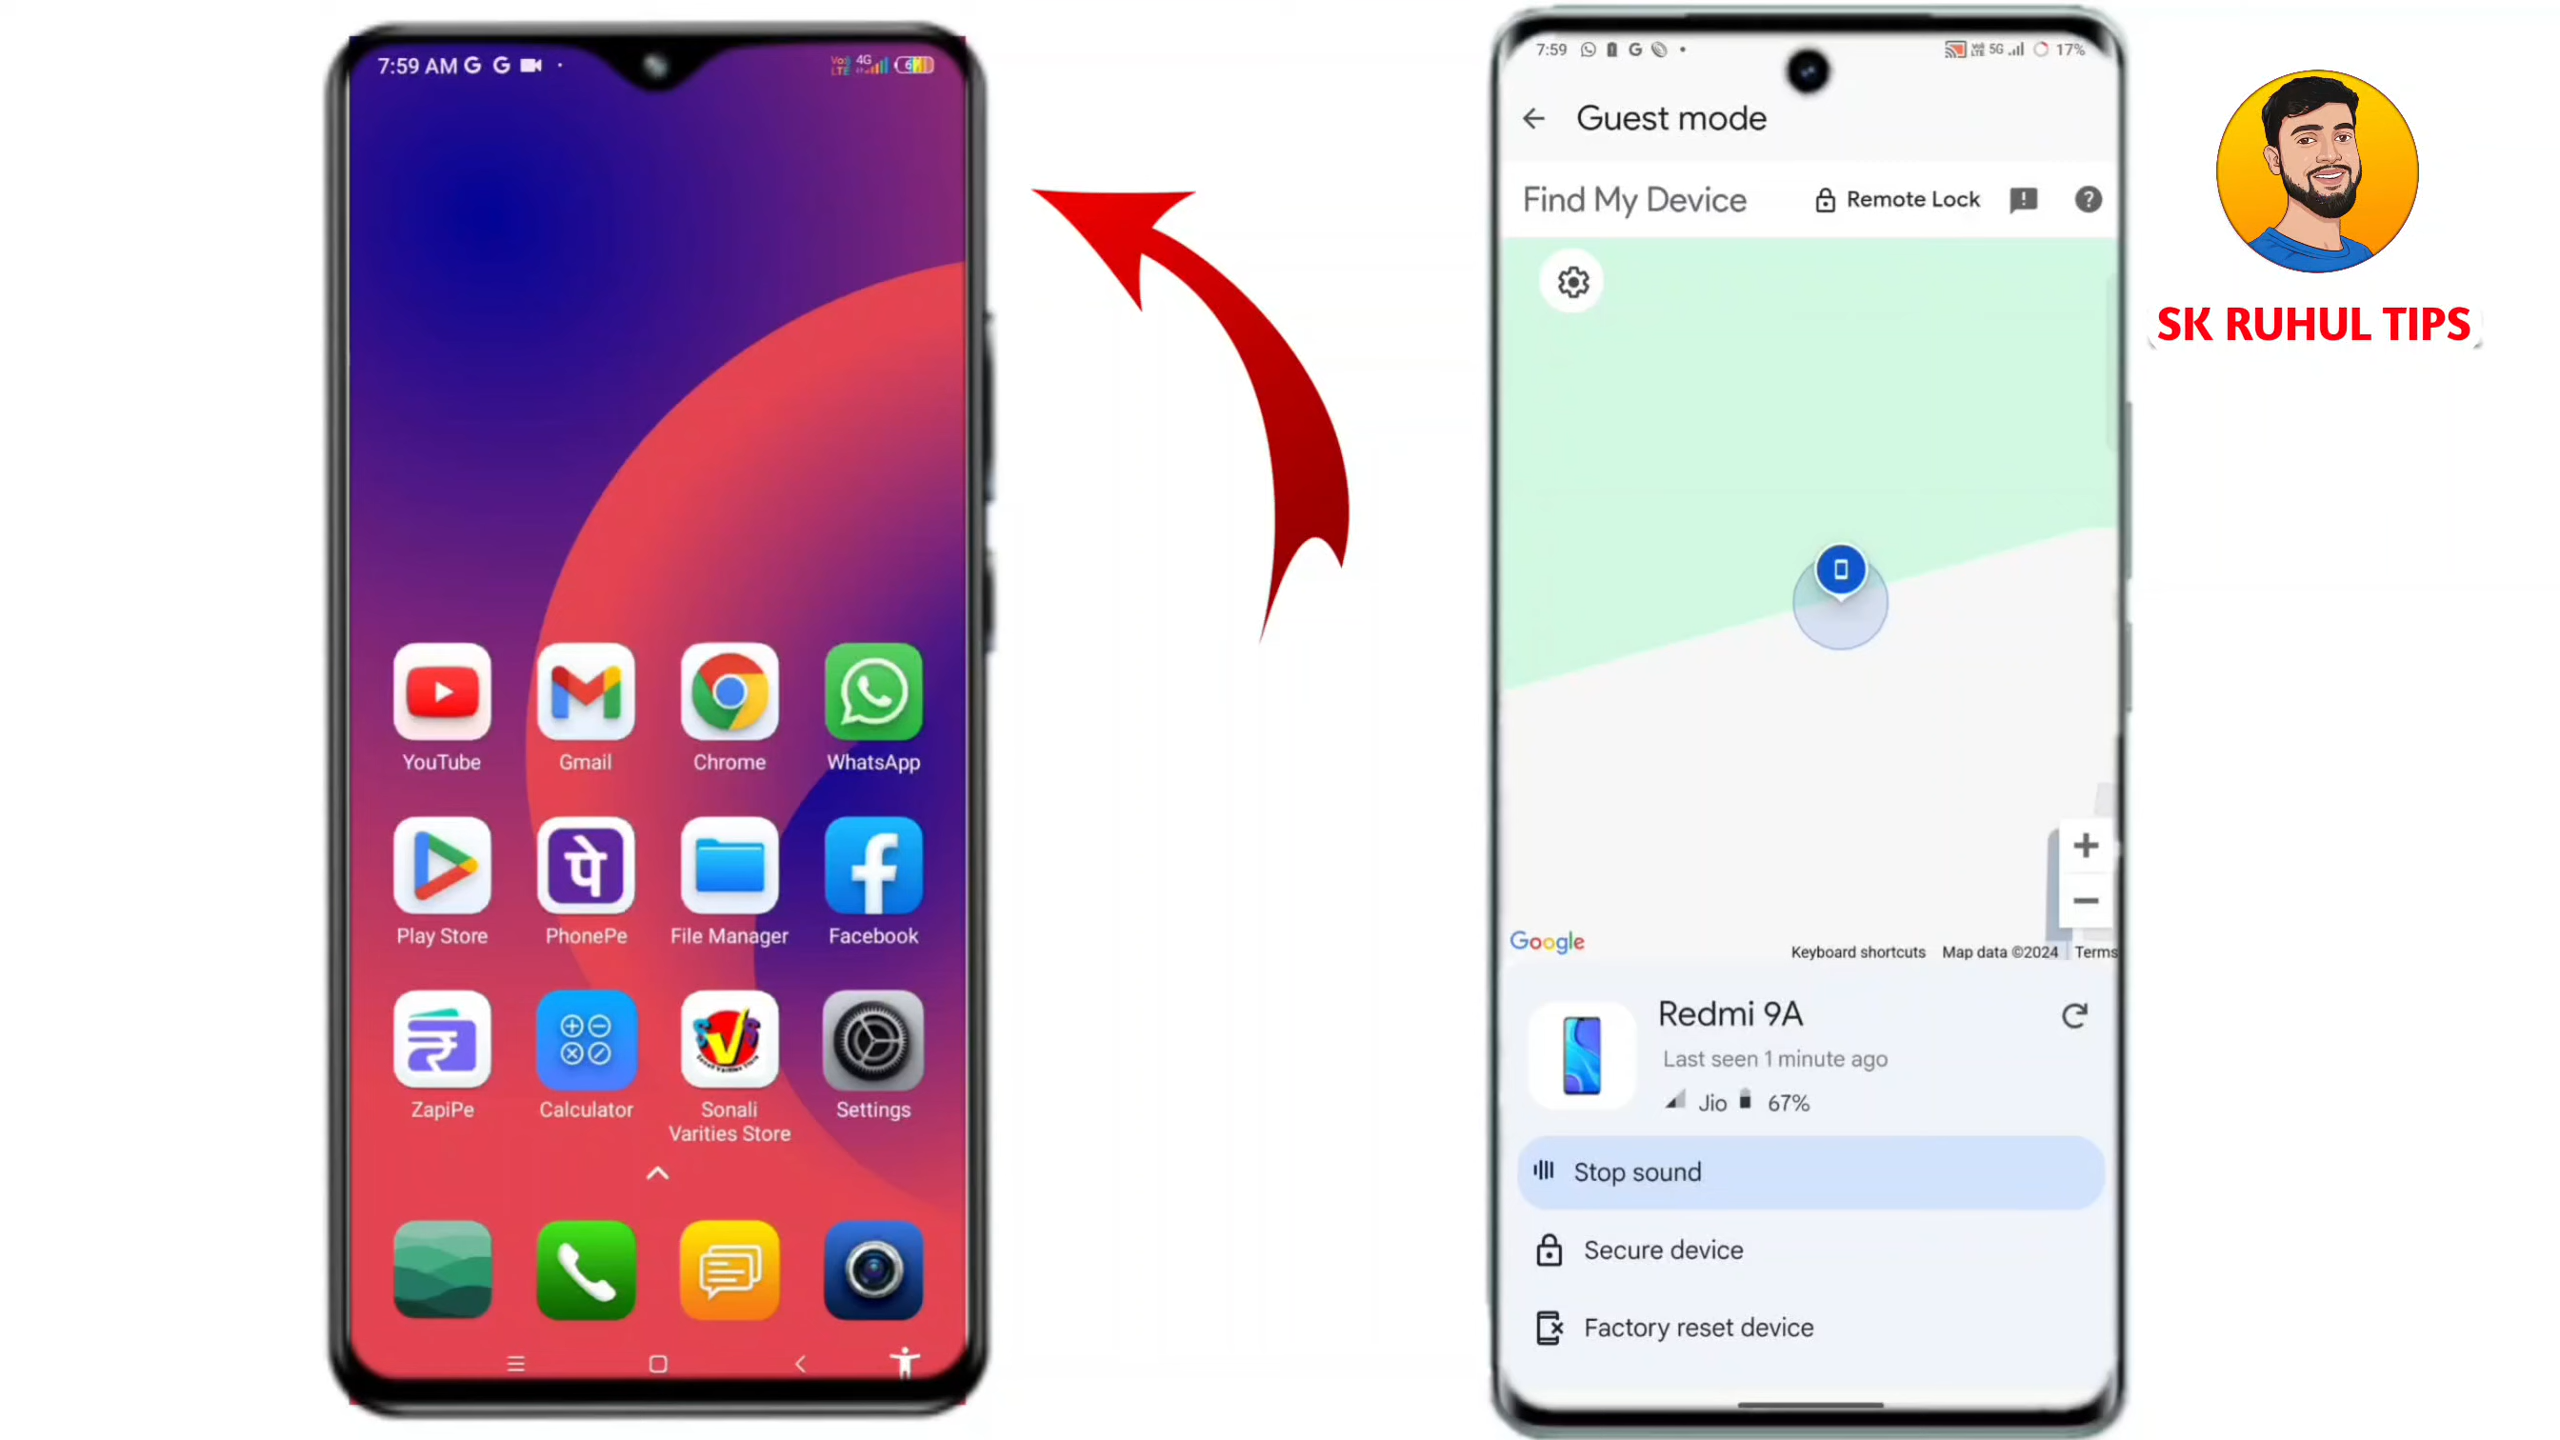 7:59 AM
4G
YouTube
Gmail
Chrome
WhatsApp
पे
Play Store
PhonePe
File Manager
Facebook
ZapiPe
Calculator
Sonali
Varities Store
Settings
7:59
5G
17%
Guest mode
Find My Device
Remote Lock
Google
Keyboard shortcuts
Map data ©2024
Terms
Redmi 9A
Last seen 1 minute ago
Jio
67%
Stop sound
Secure device
Factory reset device
SK RUHUL TIPS